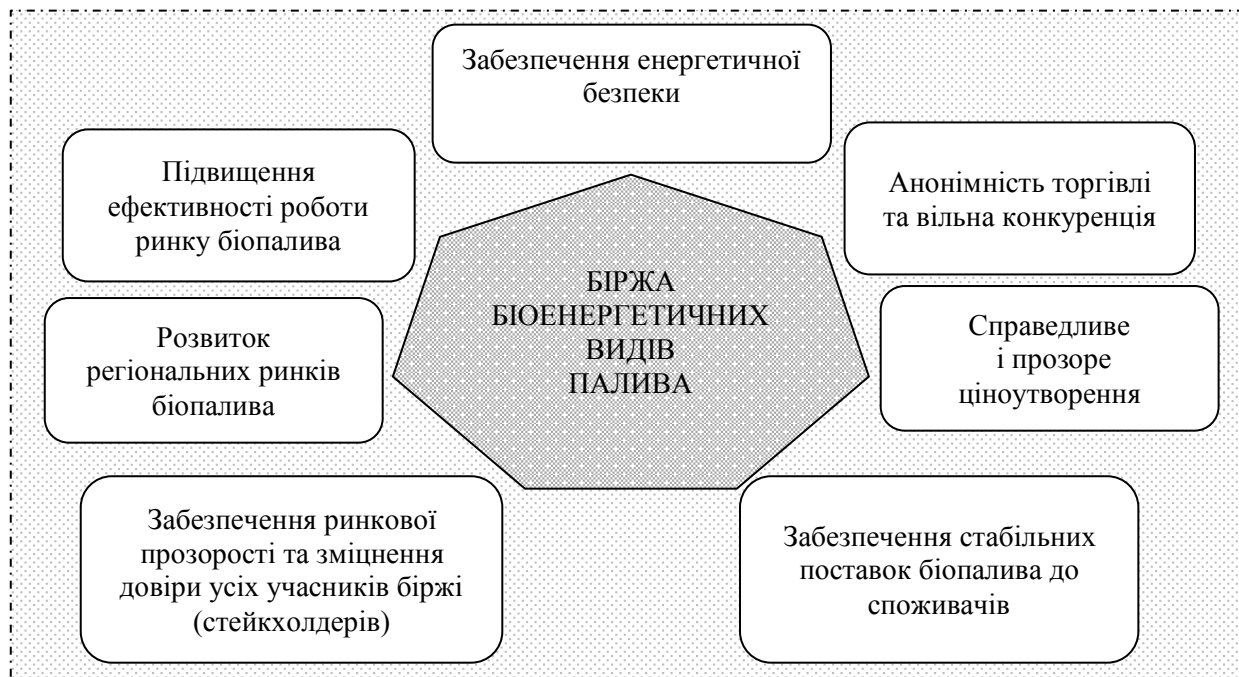 Забезпечення енергетичної
безпеки
Підвищення
ефективності роботи
ринку біопалива
Анонімність торгівлі
та вільна конкуренція
БІРЖА
БІОЕНЕРГЕТИЧНИХ
ВИДІВ
ПАЛИВА
Розвиток
регіональних ринків
біопалива
Справедливе
і прозоре
ціноутворення
Забезпечення ринкової
прозорості та зміцнення
довіри усіх учасників біржі
(стейкхолдерів)
Забезпечення стабільних
поставок біопалива до
споживачів